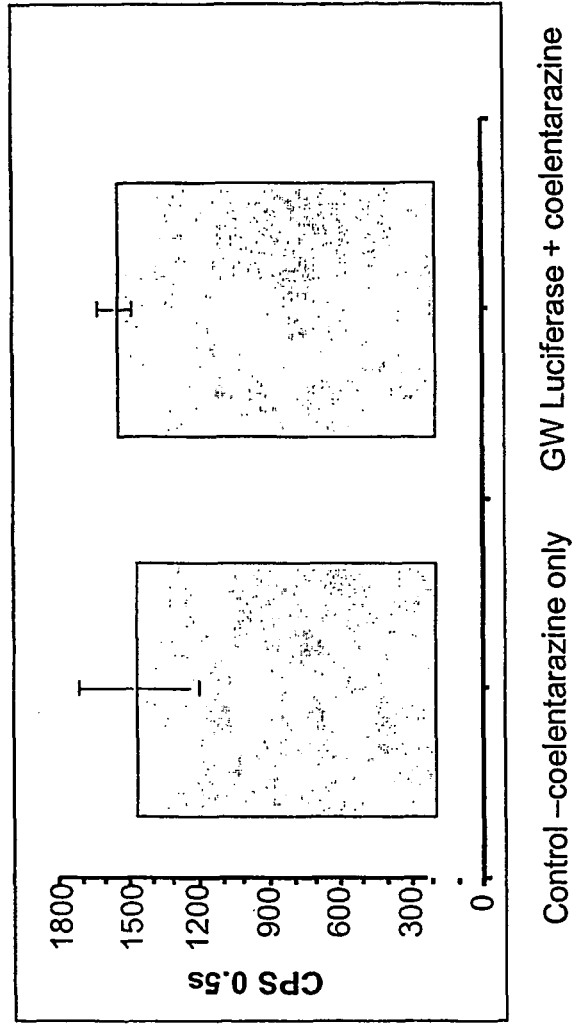 CPS 0.5s
1800
1500
1200
900
600
300
0
Control –coelentarazine only
GW Luciferase + coelentarazine